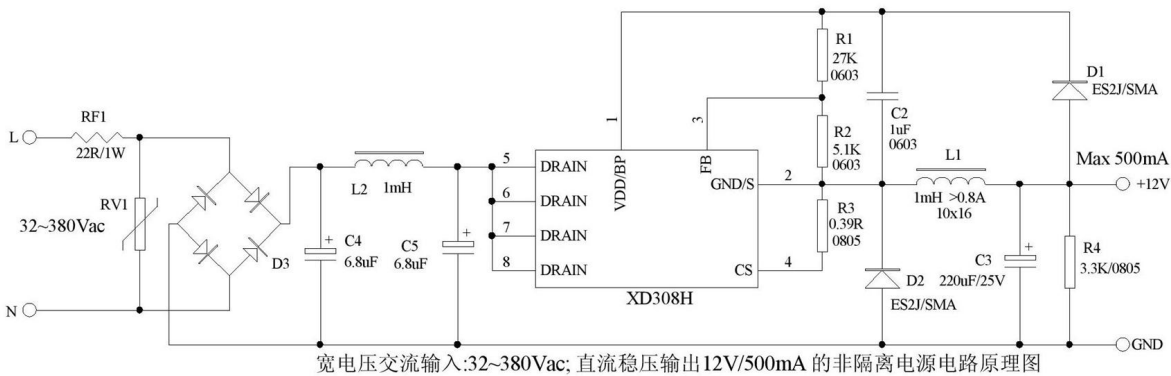 R1
27K
0603
D1
ES2J/SMA
1
3
C2
1uF
0603
R2
5.1K
0603
RF1
L
22R/1W
L2
1mH
5
DRAIN
VDD/BP
FB
GND/S
2
L1
Max 500mA
+12V
1mH >0.8A
10x16
RV1
32~380Vac
6
DRAIN
R3
0.39R
0805
C4
6.8uF
C5
6.8uF
7
DRAIN
D3
8
DRAIN
CS
4
R4
3.3K/0805
C3
220uF/25V
D2
ES2J/SMA
XD308H
N
GND
+
+
+
宽电压交流输入:32~380Vac; 直流稳压输出12V/500mA 的非隔离电源电路原理图